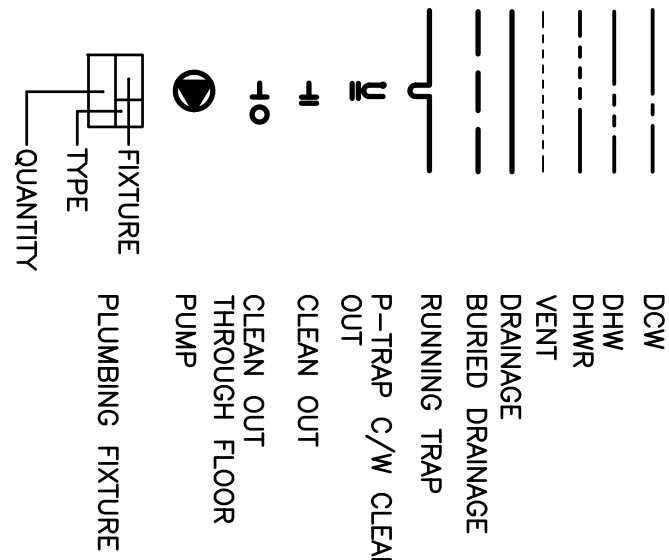 DCW
DHW
DHWR
VENT
DRAINAGE
BURIED DRAINAGE
RUNNING TRAP
P-TRAP C/W CLEAN
OUT
CLEAN OUT
CLEAN OUT
THROUGH FLOOR
PUMP
PLUMBING FIXTURE
FIXTURE
TYPE
QUANTITY